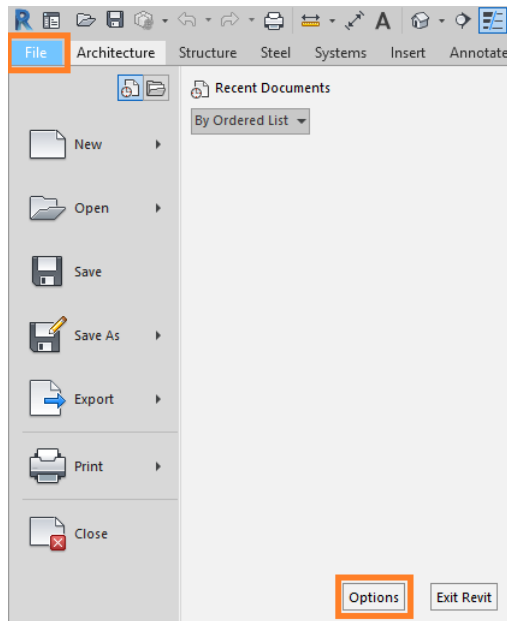 R A
File Architecture Structure Steel Systems Insert Annotate
Recent Documents
By Ordered List
New
Open
Save
Save As
Export
Print
Close
Options Exit Revit